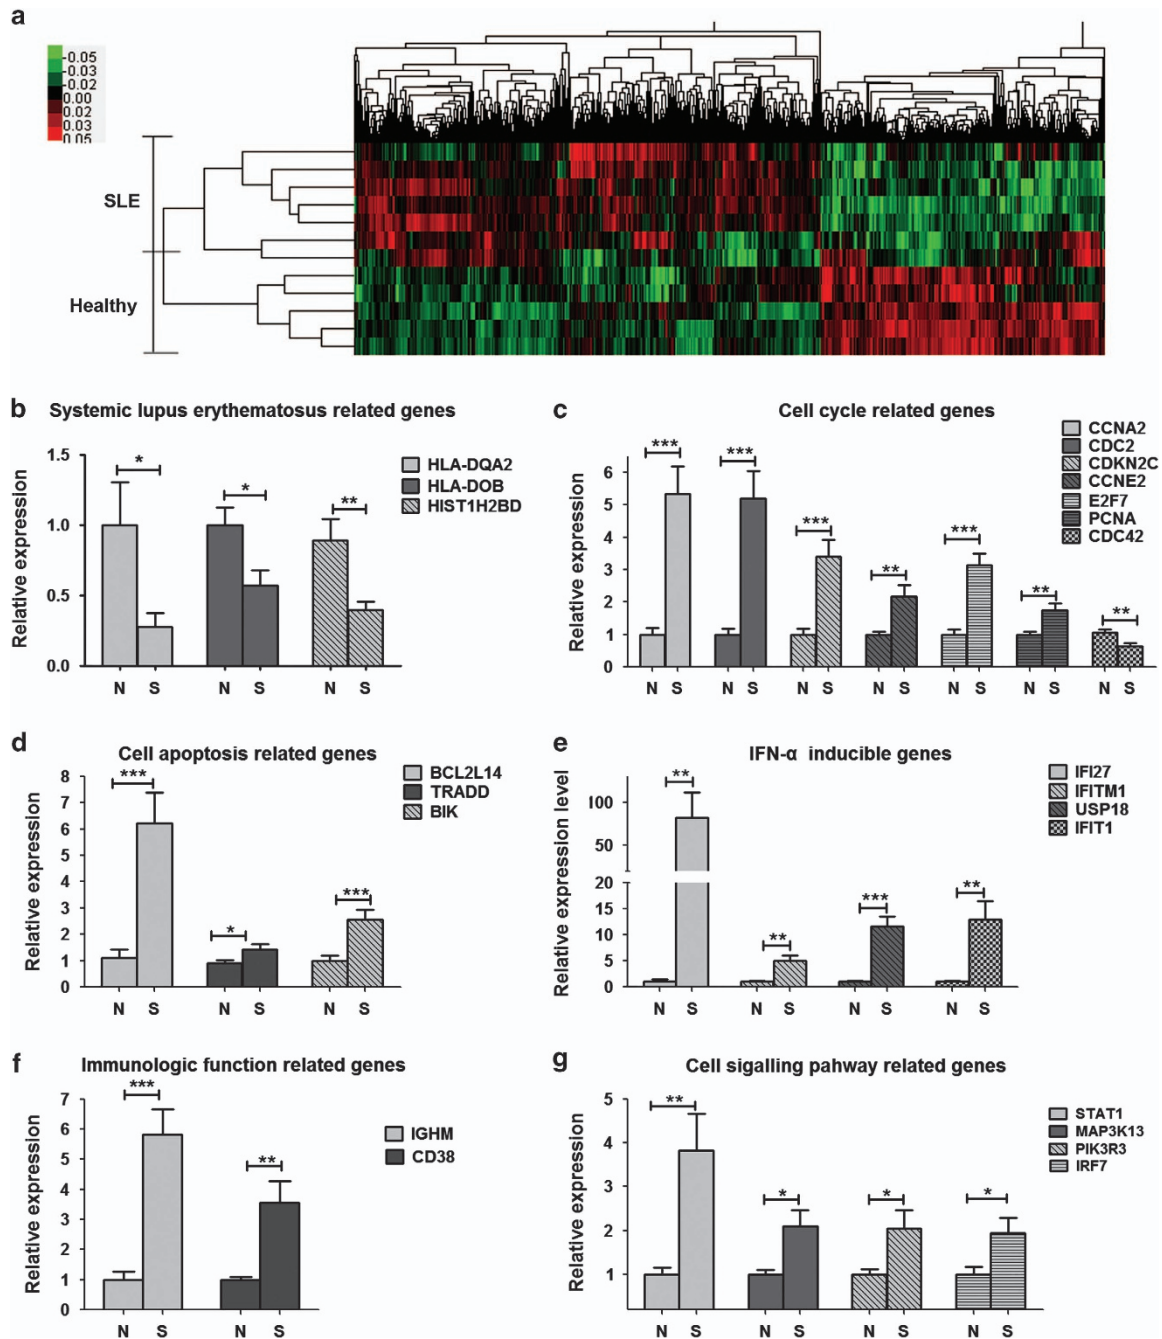 a
0.05
0.03
0.02
0.00
0.02
0.03
0.05
SLE
Healthy
b Systemic lupus erythematosus related genes
Relative expression
1.5
1.0
0.5
0.0
* * **
N S N S N S
HLA-DQA2
HLA-DOB
HIST1H2BD
c Cell cycle related genes
Relative expression
6
5
4
3
2
1
0
*** *** *** ** *** ** **
N S N S N S N S N S N S N S
CCNA2
CDC2
CDKN2C
CCNE2
E2F7
PCNA
CDC42
d Cell apoptosis related genes
Relative expression
8
7
6
5
4
3
2
1
0
*** * ***
N S N S N S
BCL2L14
TRADD
BIK
e IFN-α inducible genes
Relative expression level
100
50
20
15
10
5
0
** ** *** **
N S N S N S N S
IFI27
IFITM1
USP18
IFIT1
f Immunologic function related genes
Relative expression
7
6
5
4
3
2
1
0
*** **
N S N S
IGHM
CD38
g Cell sigalling pahway related genes
Relative expression
5
4
3
2
1
** * * *
N S N S N S N S
STAT1
MAP3K13
PIK3R3
IRF7